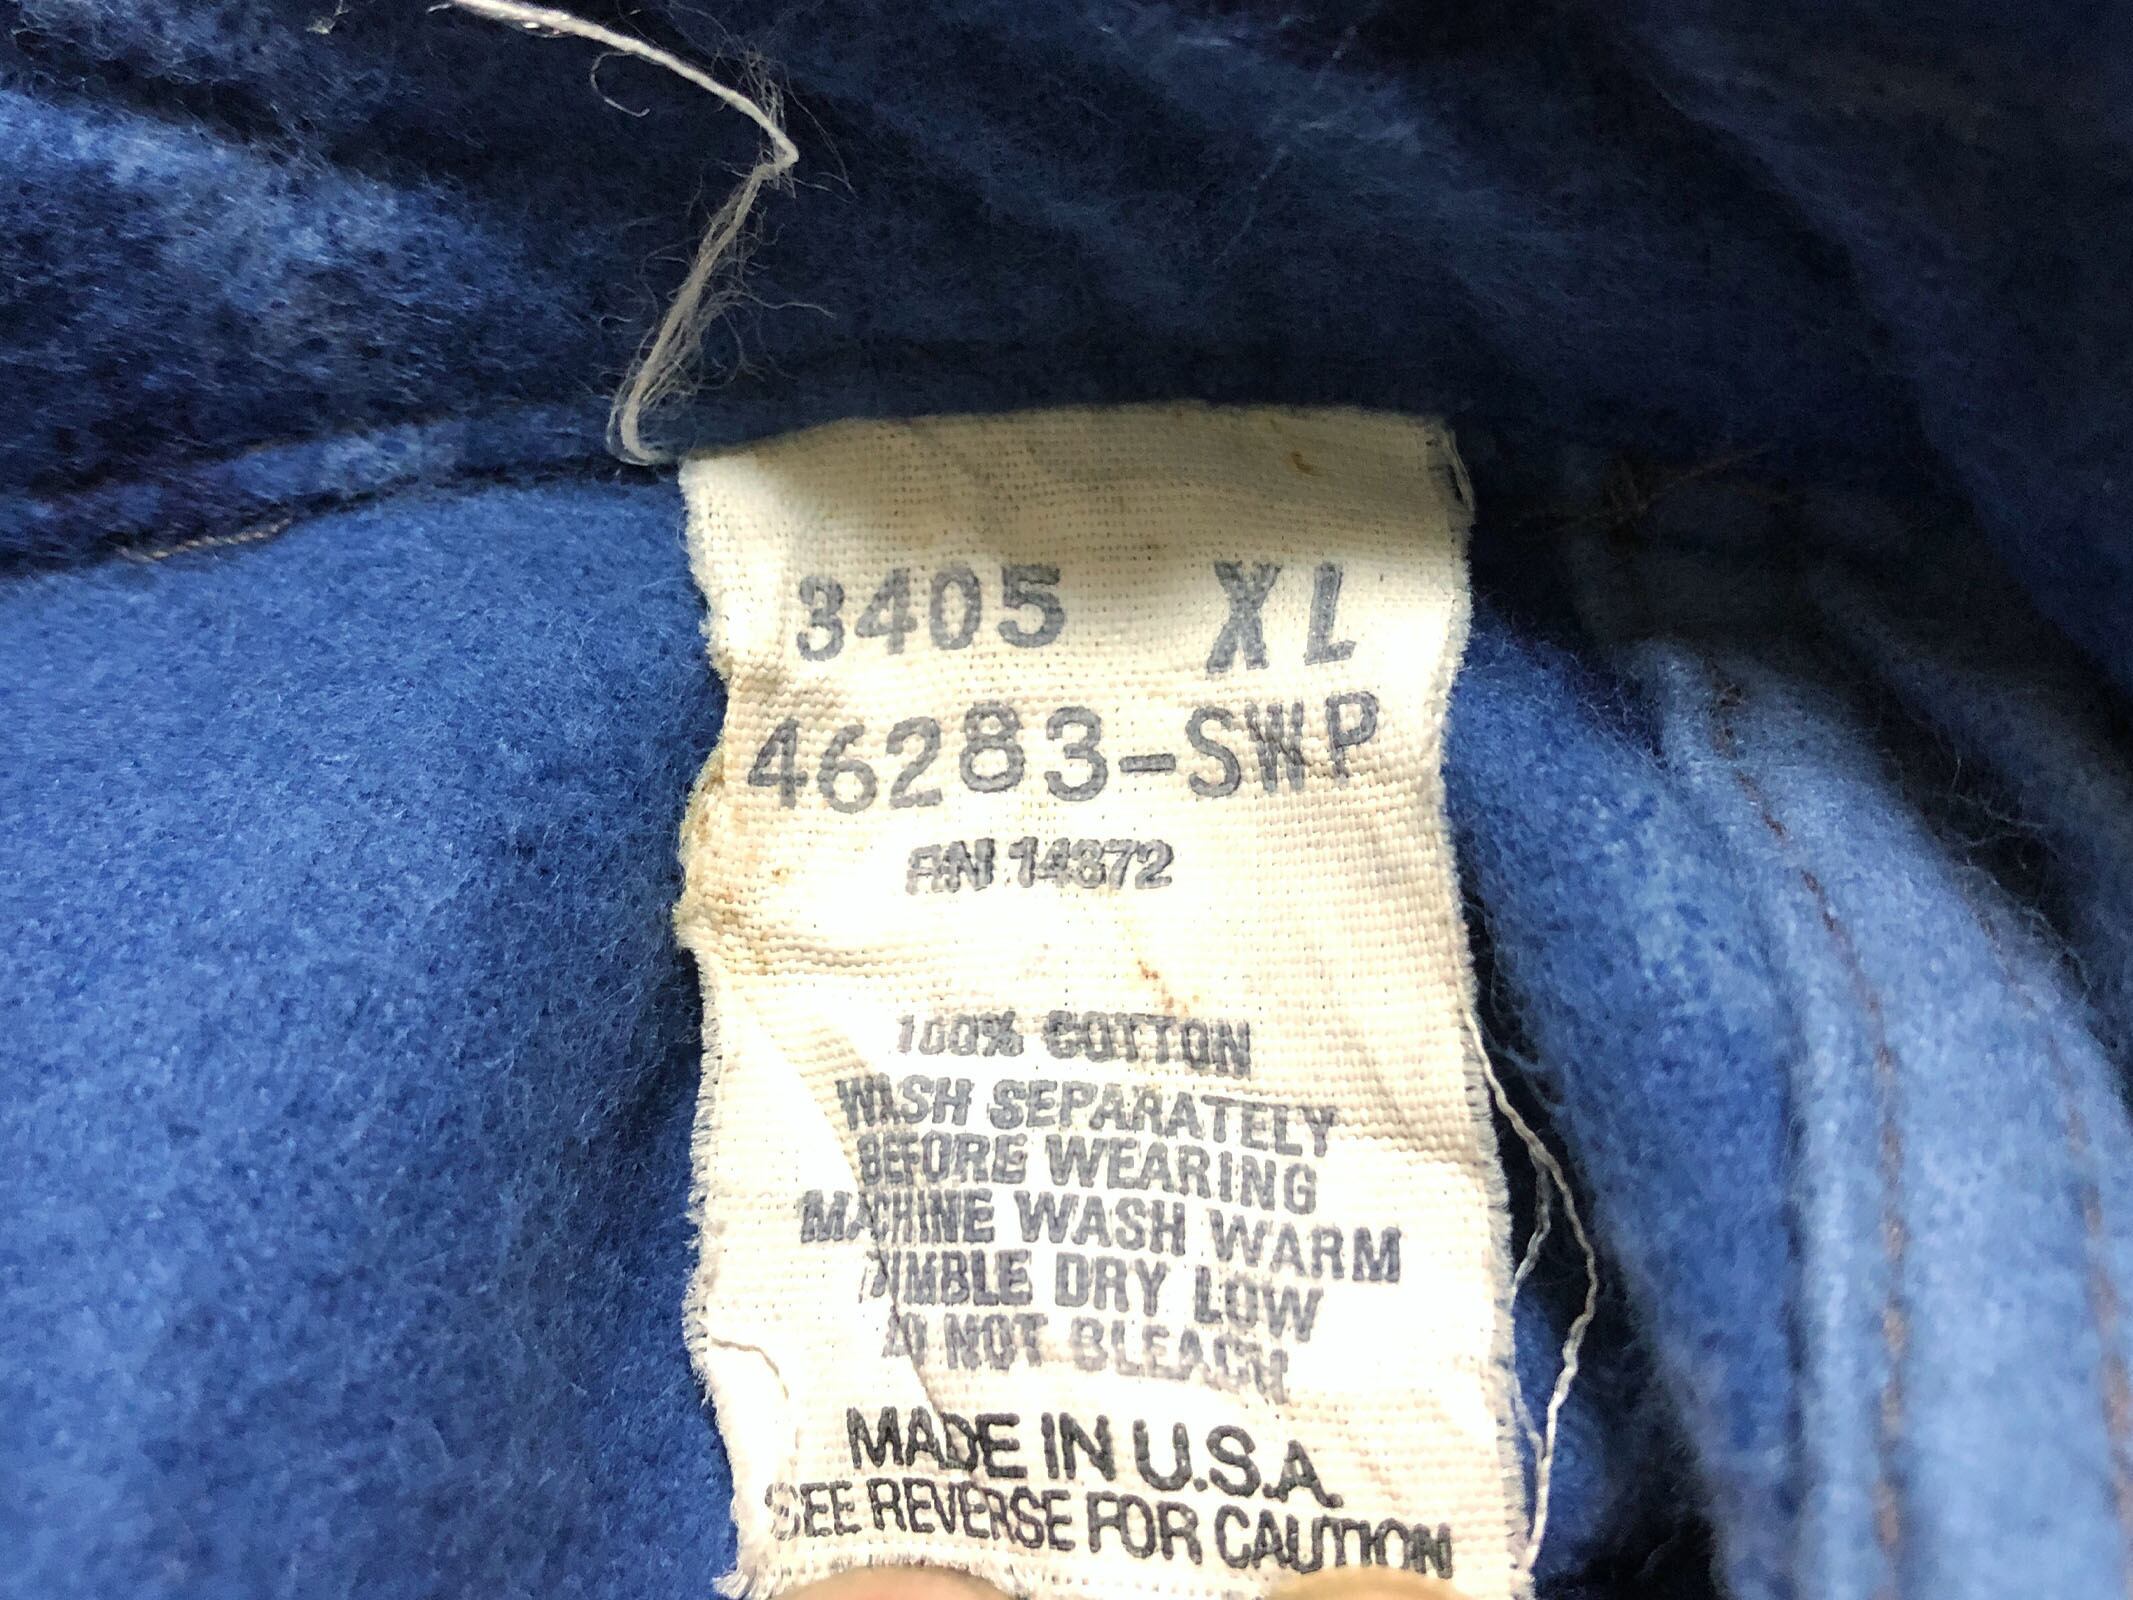 3405 XL
46283-SWP
RN 14372
100% COTTON
WASH SEPARATELY
BEFORE WEARING
MACHINE WASH WARM
TUMBLE DRY LOW
DO NOT BLEACH
MADE IN U.S.A.
SEE REVERSE FOR CAUTION